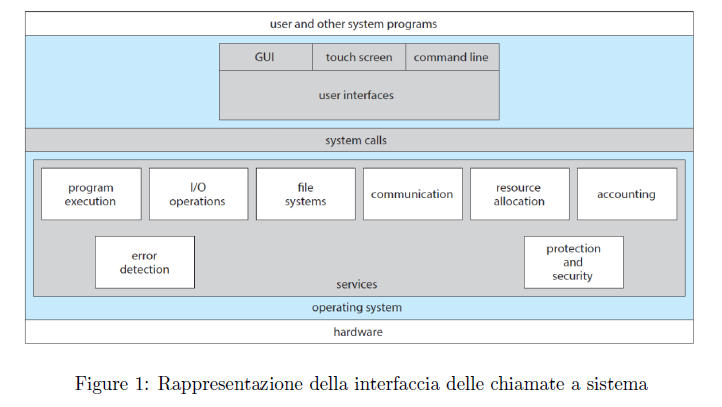 user and other system programs
GUI
touch screen
command line
user interfaces
system calls
program
execution
I/O
operations
file
systems
communication
resource
allocation
accounting
error
detection
protection
and
security
services
operating system
hardware
Figure 1: Rappresentazione della interfaccia delle chiamate a sistema